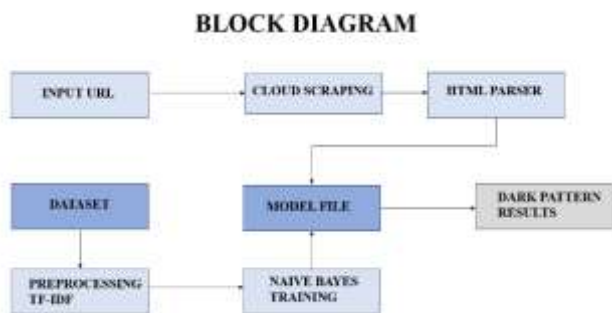 BLOCK DIAGRAM
INPUT URL
CLOUD SCRAPING
HTML PARSER
DATASET
MODEL FILE
DARK PATTERN
RESULTS
PREPROCESSING
TF-IDF
NAIVE BAYES
TRAINING